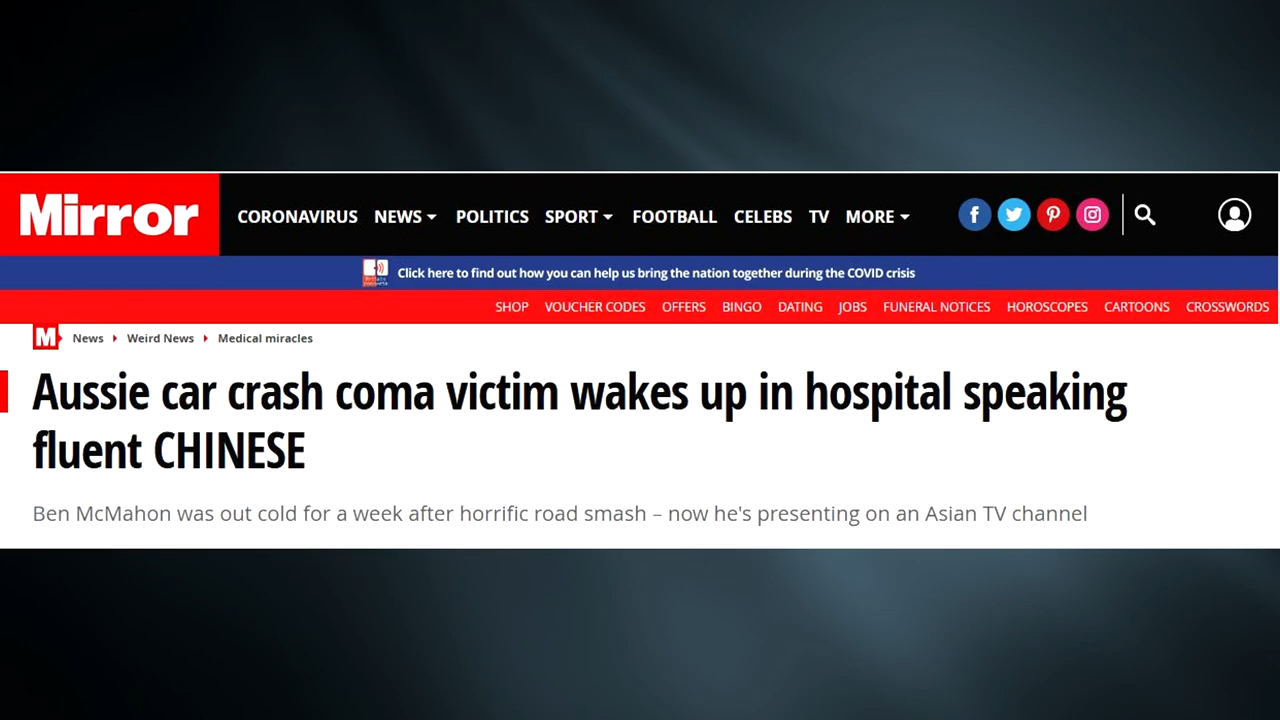 Mirror
CORONAVIRUS NEWS POLITICS SPORT FOOTBALL CELEBS TV MORE
Click here to find out how you can help us bring the nation together during the COVID crisis
SHOP VOUCHER CODES OFFERS BINGO DATING JOBS FUNERAL NOTICES HOROSCOPES CARTOONS CROSSWORDS
M News Weird News Medical miracles
Aussie car crash coma victim wakes up in hospital speaking
fluent CHINESE
Ben McMahon was out cold for a week after horrific road smash – now he's presenting on an Asian TV channel